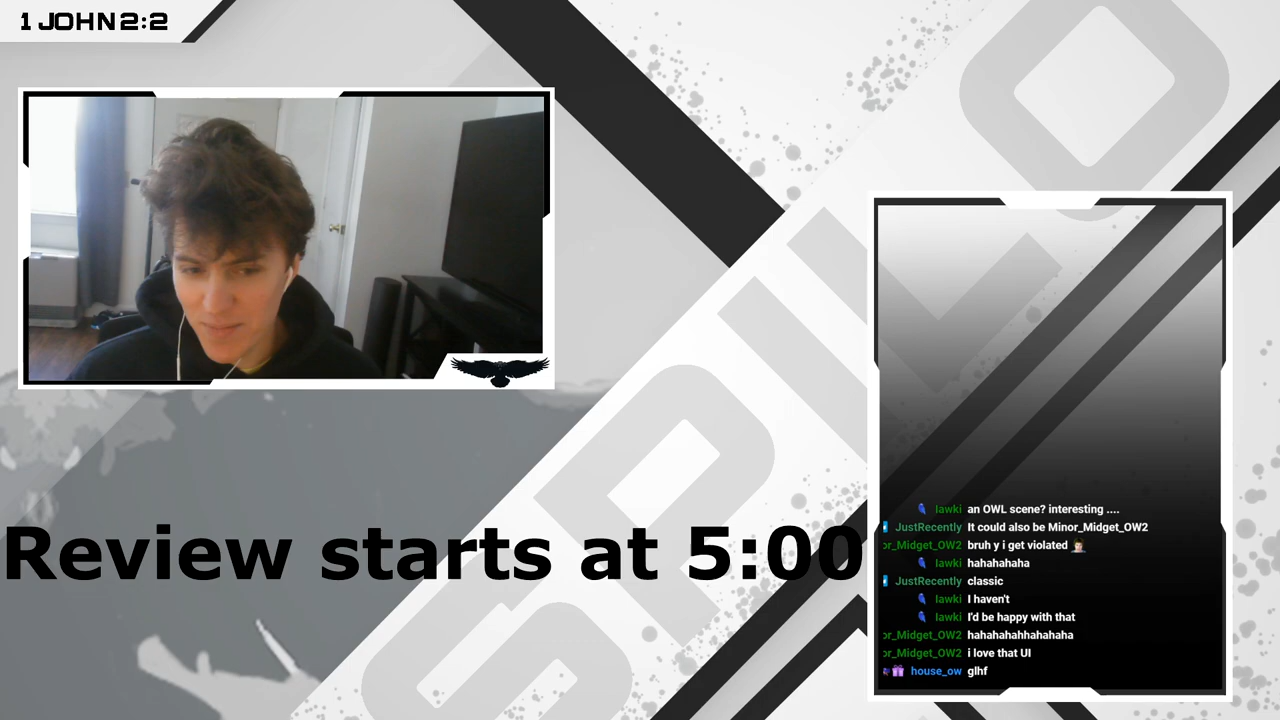 1 JOHN 2:2
Review starts at 5:00
lawki an OWL scene? interesting ....
JustRecently It could also be Minor_Midget_OW2
or_Midget_OW2 bruh y i get violated
lawki hahahahaha
JustRecently classic
lawki I haven't
lawki I'd be happy with that
or_Midget_OW2 hahahahahhahahaha
or_Midget_OW2 i love that UI
house_ow glhf